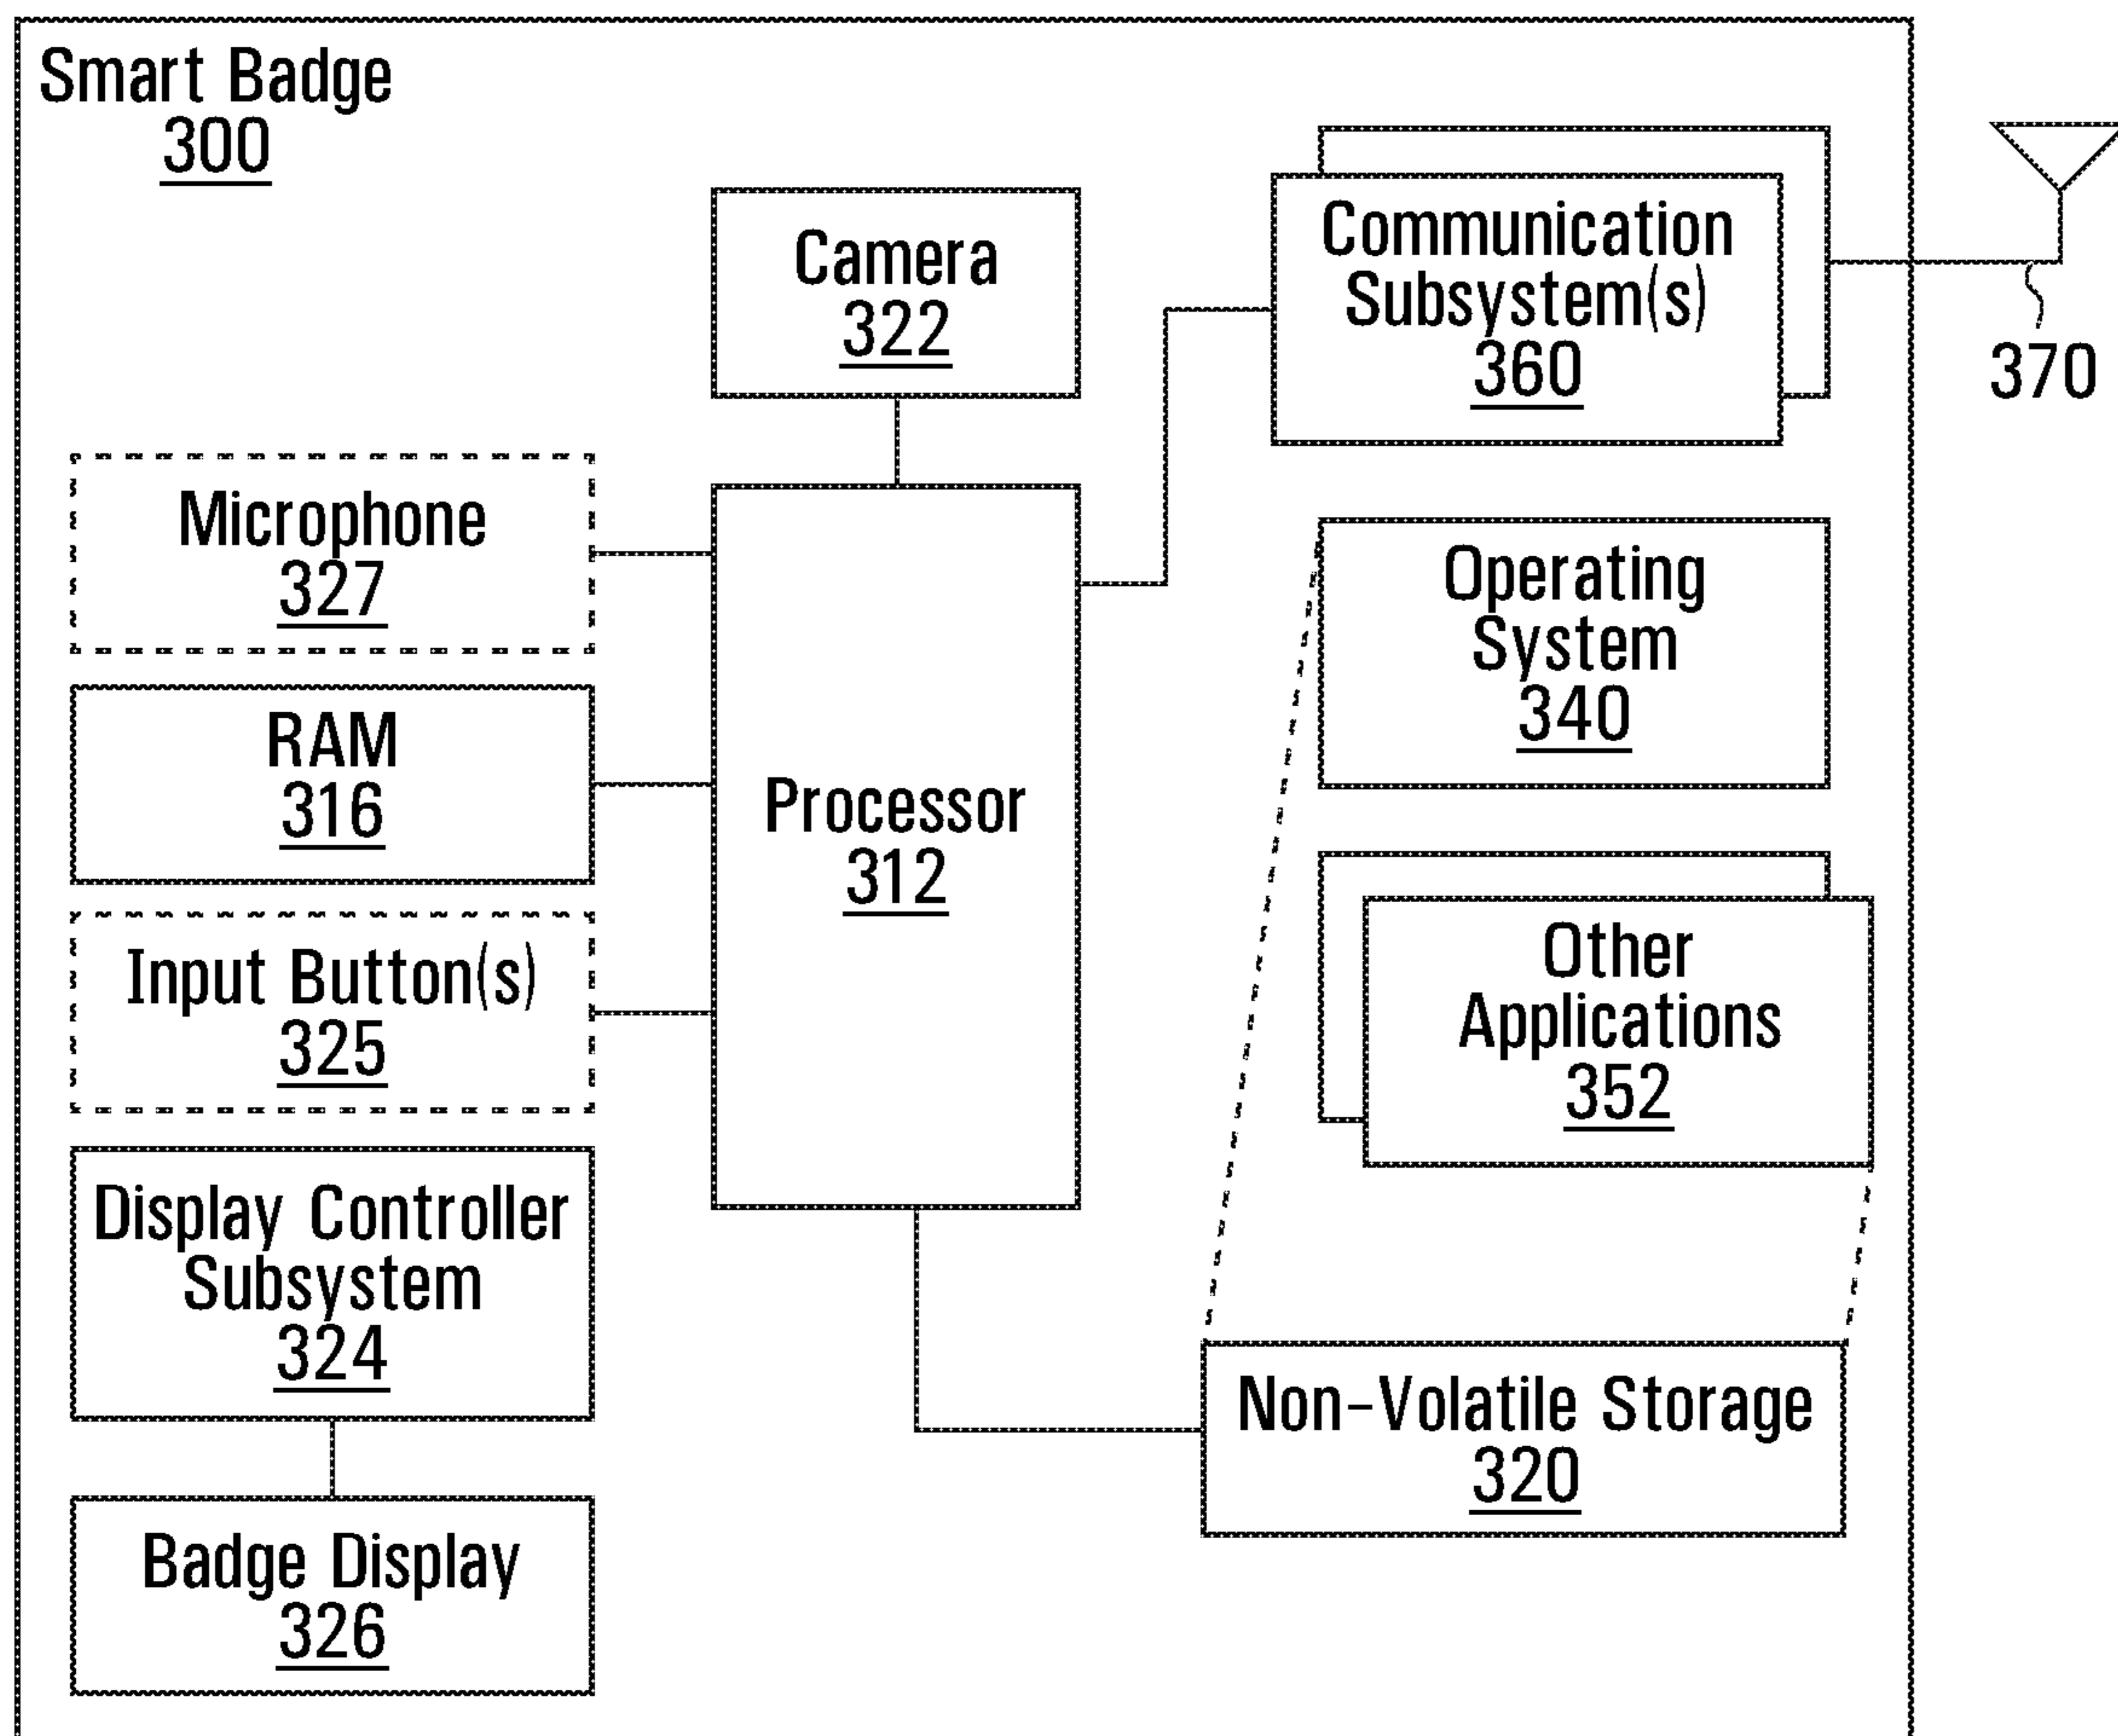 Smart Badge
300
Camera
322
Communication
Subsystem(s)
360
370
Microphone
327
Operating
System
340
RAM
316
Processor
312
Input Button(s)
325
Other
Applications
352
Display Controller
Subsystem
324
Non-Volatile Storage
320
Badge Display
326